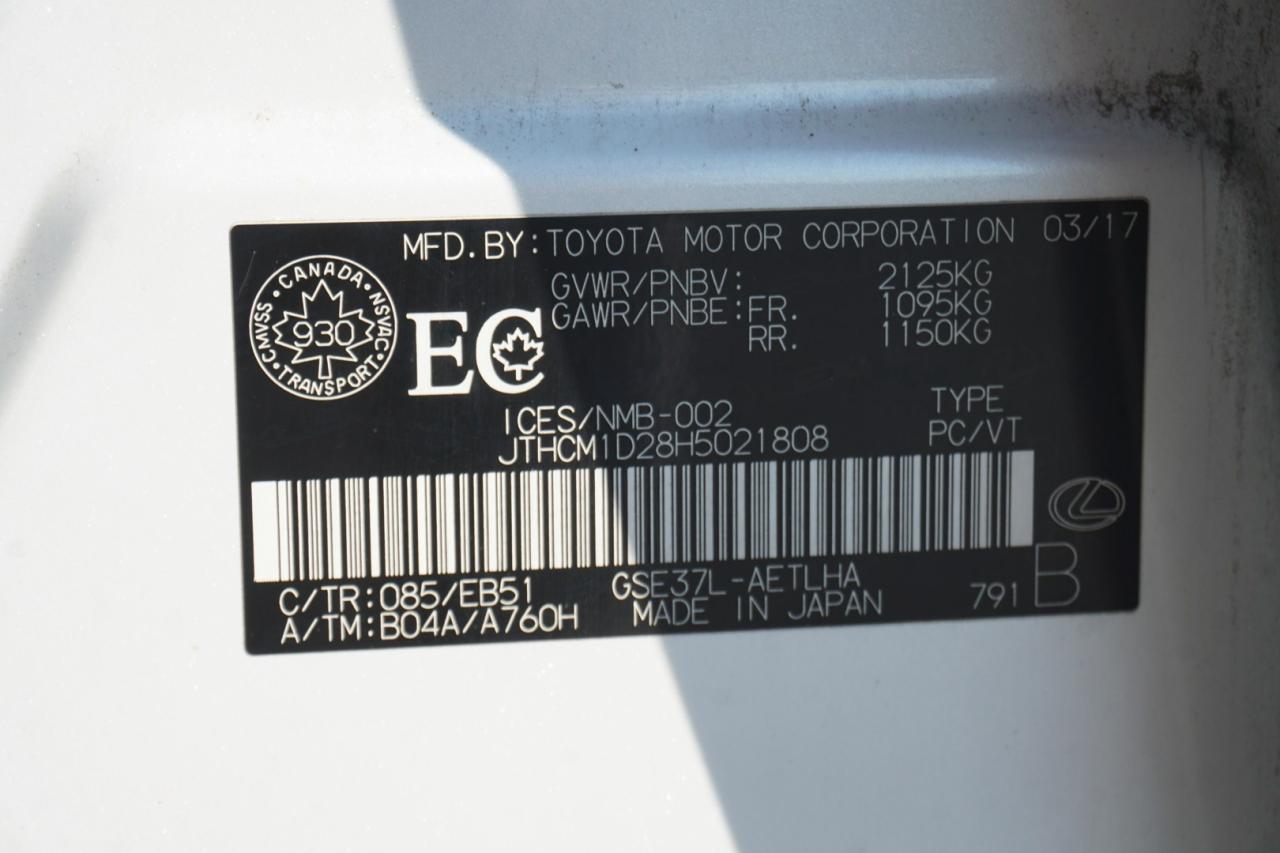 MFD.BY:TOYOTA MOTOR CORPORATION 03/17
GVWR/PNBV: 2125KG
GAWR/PNBE:FR. 1095KG
RR. 1150KG
CANADA
CMVSS
NSVAC
930
TRANSPORT
EC
ICES/NMB-002
TYPE
JTHCM1D28H5021808
PC/VT
C/TR:085/EB51 GSE37L-AETLHA
A/TM:B04A/A760H MADE IN JAPAN 791 B